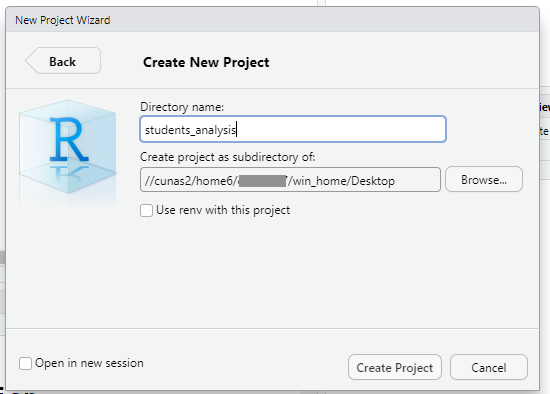 New Project Wizard
Back
Create New Project
R
Directory name:
students_analysis
Create project as subdirectory of:
//cunas2/home6/ /win_home/Desktop
Browse...
Use renv with this project
Open in new session
Create Project
Cancel